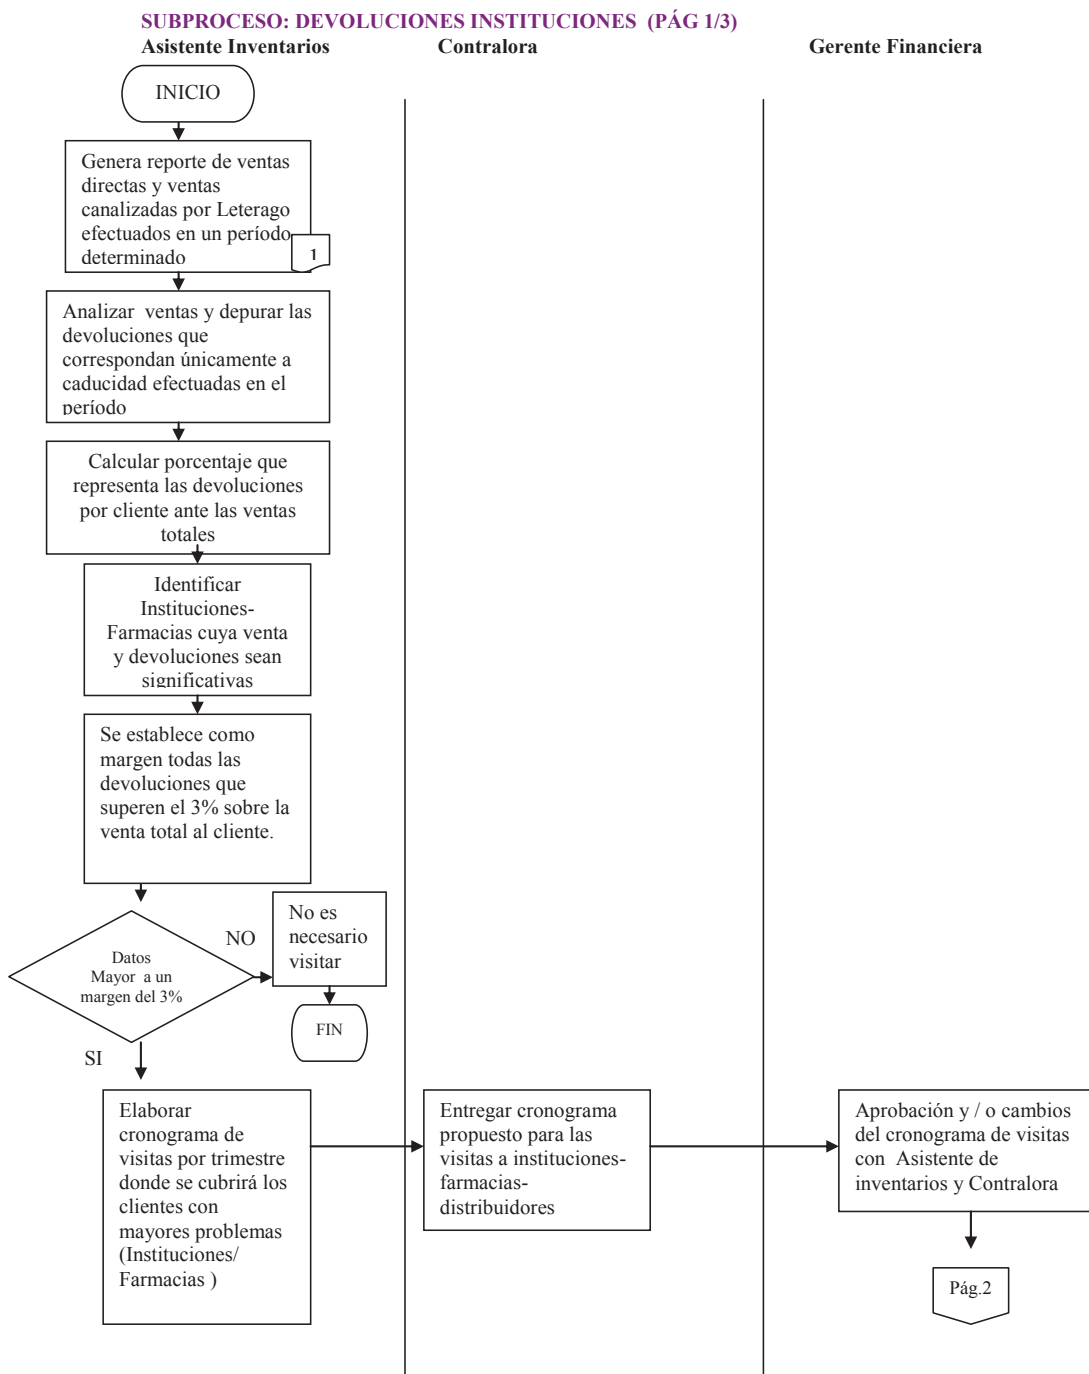 SUBPROCESO: DEVOLUCIONES INSTITUCIONES (PÁG 1/3)
Asistente Inventarios
Contralora
Gerente Financiera
INICIO
Genera reporte de ventas
directas y ventas
canalizadas por Leterago
efectuados en un período
determinado
1
Analizar ventas y depurar las
devoluciones que
correspondan únicamente a
caducidad efectuadas en el
período
Calcular porcentaje que
representa las devoluciones
por cliente ante las ventas
totales
Identificar
Instituciones-
Farmacias cuya venta
y devoluciones sean
significativas
Se establece como
margen todas las
devoluciones que
superen el 3% sobre la
venta total al cliente.
Datos
Mayor a un
margen del 3%
NO
No es
necesario
visitar
FIN
SI
Elaborar
cronograma de
visitas por trimestre
donde se cubrirá los
clientes con
mayores problemas
(Instituciones/
Farmacias )
Entregar cronograma
propuesto para las
visitas a instituciones-
farmacias-
distribuidores
Aprobación y / o cambios
del cronograma de visitas
con Asistente de
inventarios y Contralora
Pág.2